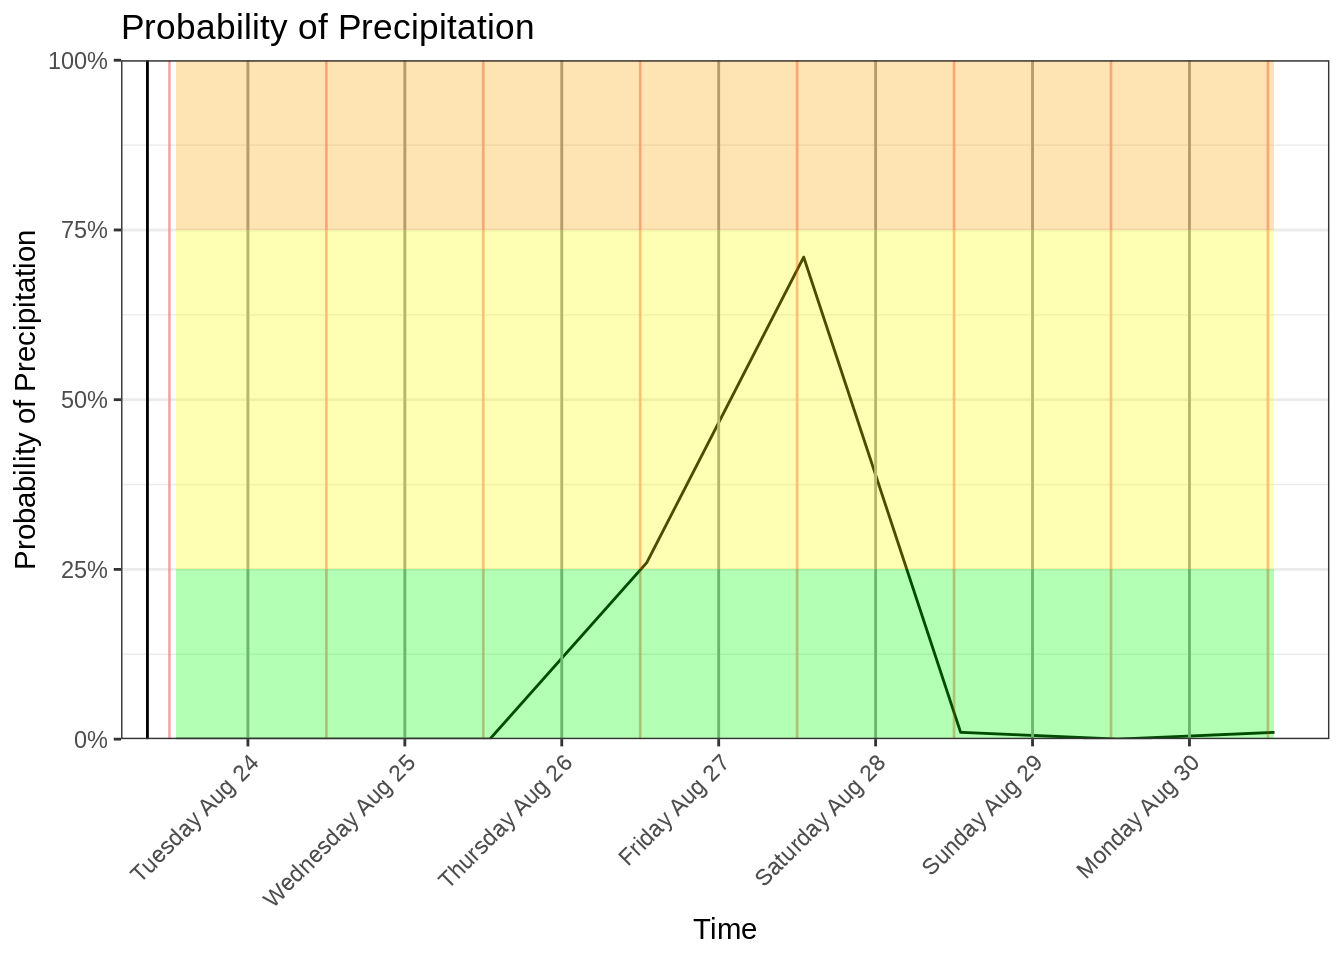 Probability of Precipitation
100%
75%
50%
25%
0%
Probability of Precipitation
Tuesday Aug 24
Wednesday Aug 25
Thursday Aug 26
Friday Aug 27
Saturday Aug 28
Sunday Aug 29
Monday Aug 30
Time